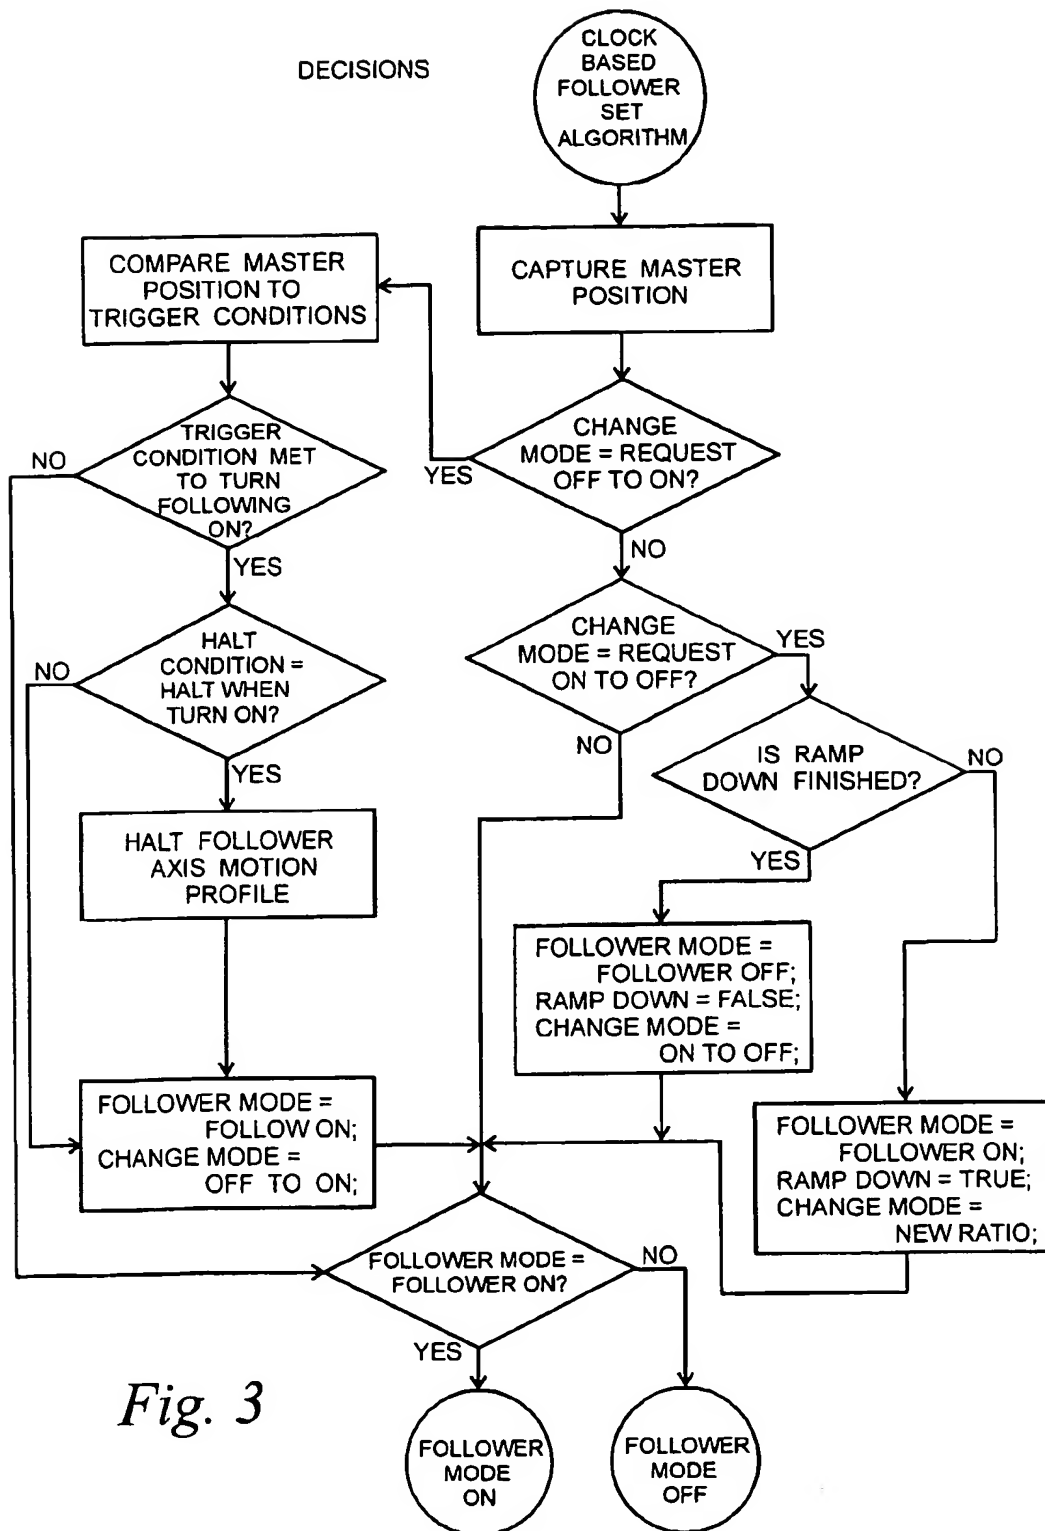 DECISIONS
CLOCK
BASED
FOLLOWER
SET
ALGORITHM
CAPTURE MASTER
POSITION
COMPARE MASTER
POSITION TO
TRIGGER CONDITIONS
CHANGE
MODE = REQUEST
OFF TO ON?
YES
NO
TRIGGER
CONDITION MET
TO TURN
FOLLOWING
ON?
NO
YES
CHANGE
MODE = REQUEST
ON TO OFF?
YES
NO
HALT
CONDITION =
HALT WHEN
TURN ON?
NO
YES
IS RAMP
DOWN FINISHED?
NO
YES
HALT FOLLOWER
AXIS MOTION
PROFILE
FOLLOWER MODE =
FOLLOWER OFF;
RAMP DOWN = FALSE;
CHANGE MODE =
ON TO OFF;
FOLLOWER MODE =
FOLLOW ON;
CHANGE MODE =
OFF TO ON;
FOLLOWER MODE =
FOLLOWER ON;
RAMP DOWN = TRUE;
CHANGE MODE =
NEW RATIO;
FOLLOWER MODE =
FOLLOWER ON?
NO
YES
FOLLOWER
MODE
ON
FOLLOWER
MODE
OFF
Fig. 3